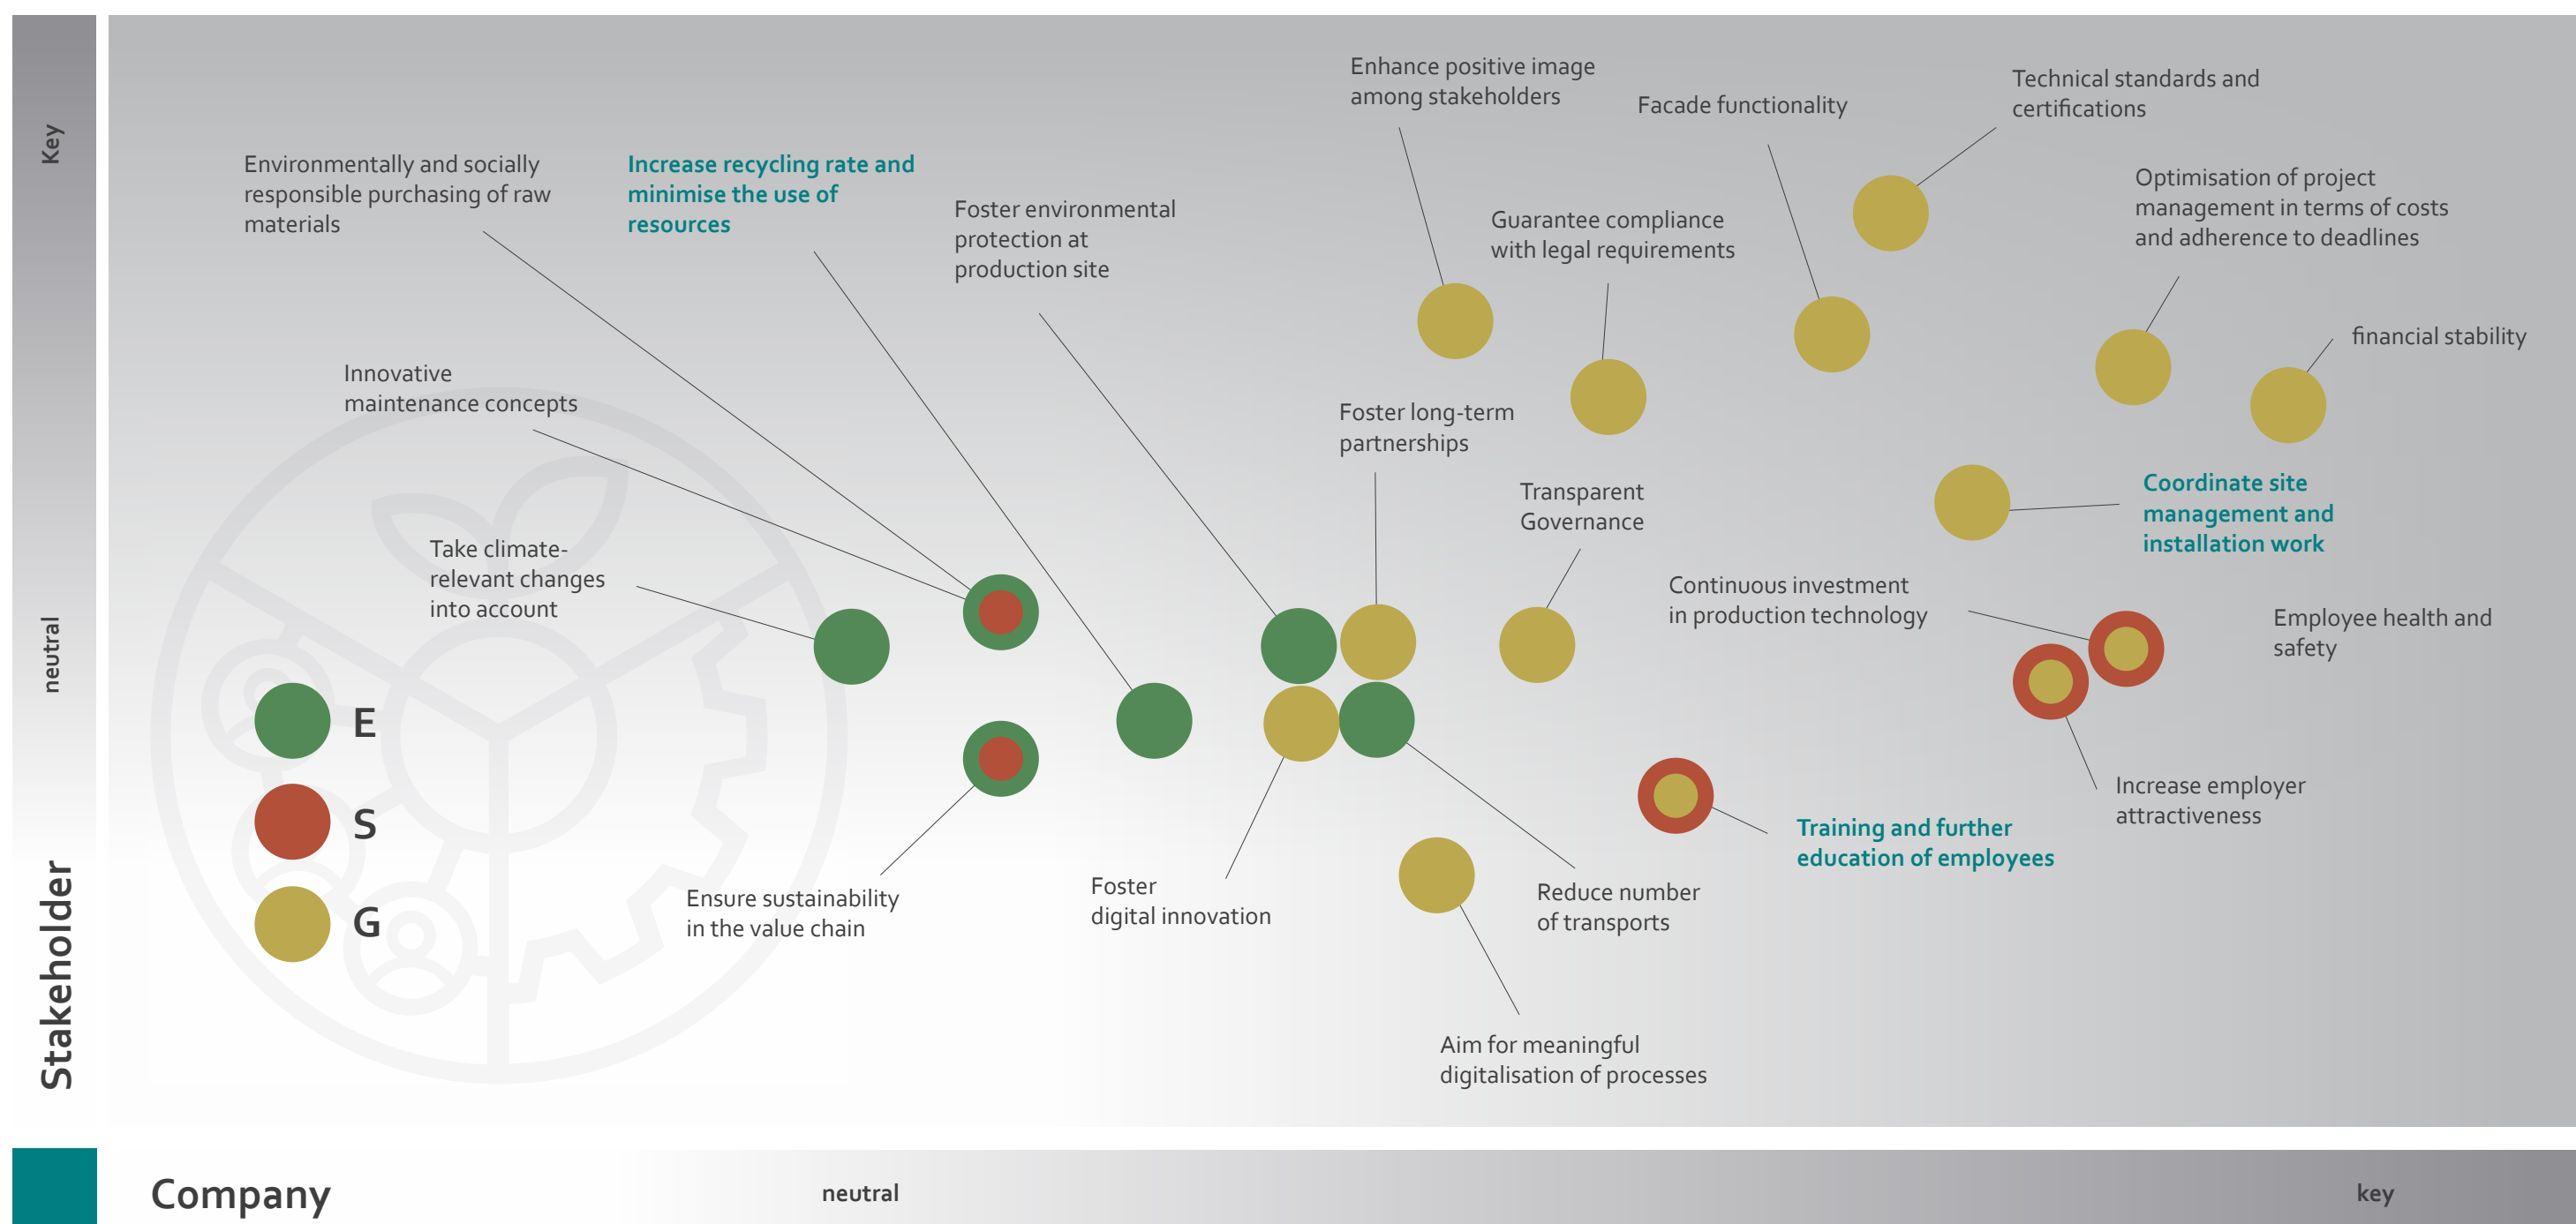 Key
neutral
Stakeholder
Enhance positive image
among stakeholders
Facade functionality
Technical standards and
certifications
Environmentally and socially
responsible purchasing of raw
materials
Increase recycling rate and
minimise the use of
resources
Foster environmental
protection at
production site
Guarantee compliance
with legal requirements
Optimisation of project
management in terms of costs
and adherence to deadlines
financial stability
Innovative
maintenance concepts
Foster long-term
partnerships
Transparent
Governance
Coordinate site
management and
installation work
Take climate-
relevant changes
into account
Continuous investment
in production technology
Employee health and
safety
E
S
G
Increase employer
attractiveness
Training and further
education of employees
Ensure sustainability
in the value chain
Foster
digital innovation
Reduce number
of transports
Aim for meaningful
digitalisation of processes
Company
neutral
key